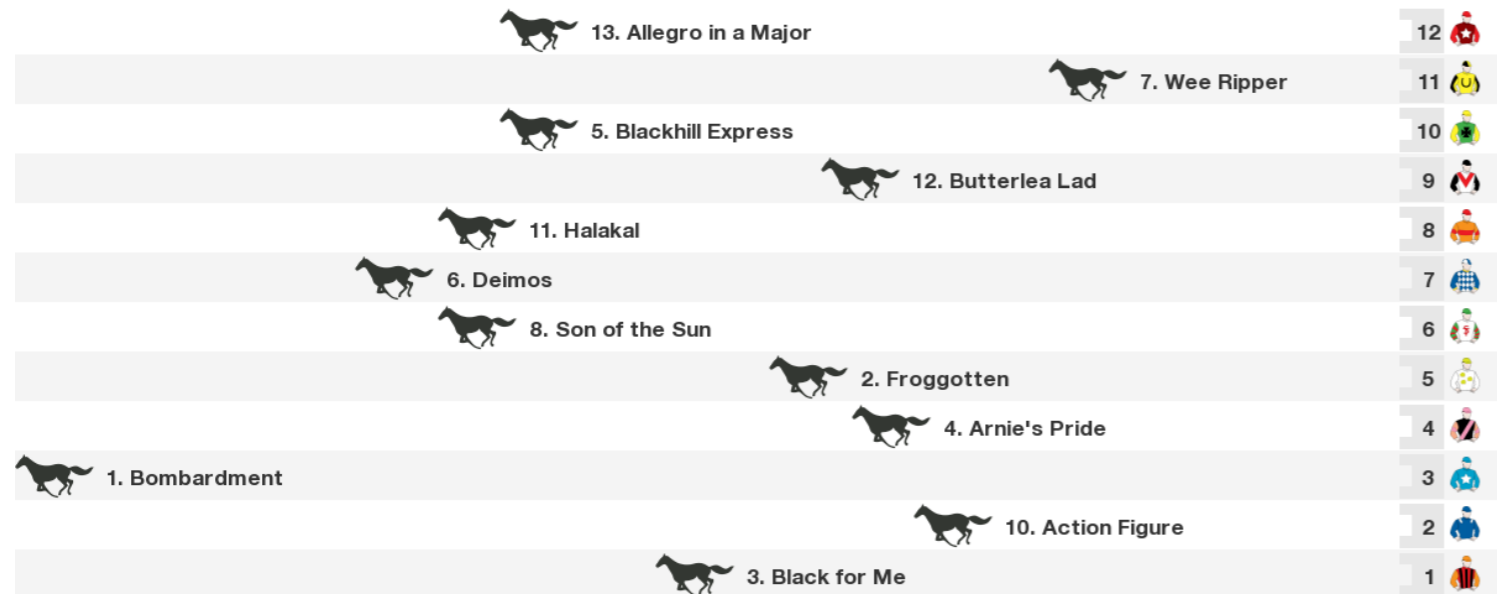 13. Allegro in a Major 12
7. Wee Ripper 11
5. Blackhill Express 10
12. Butterlea Lad 9
11. Halakal 8
6. Deimos 7
8. Son of the Sun 6
2. Froggotten 5
4. Arnie's Pride 4
1. Bombardment 3
10. Action Figure 2
3. Black for Me 1